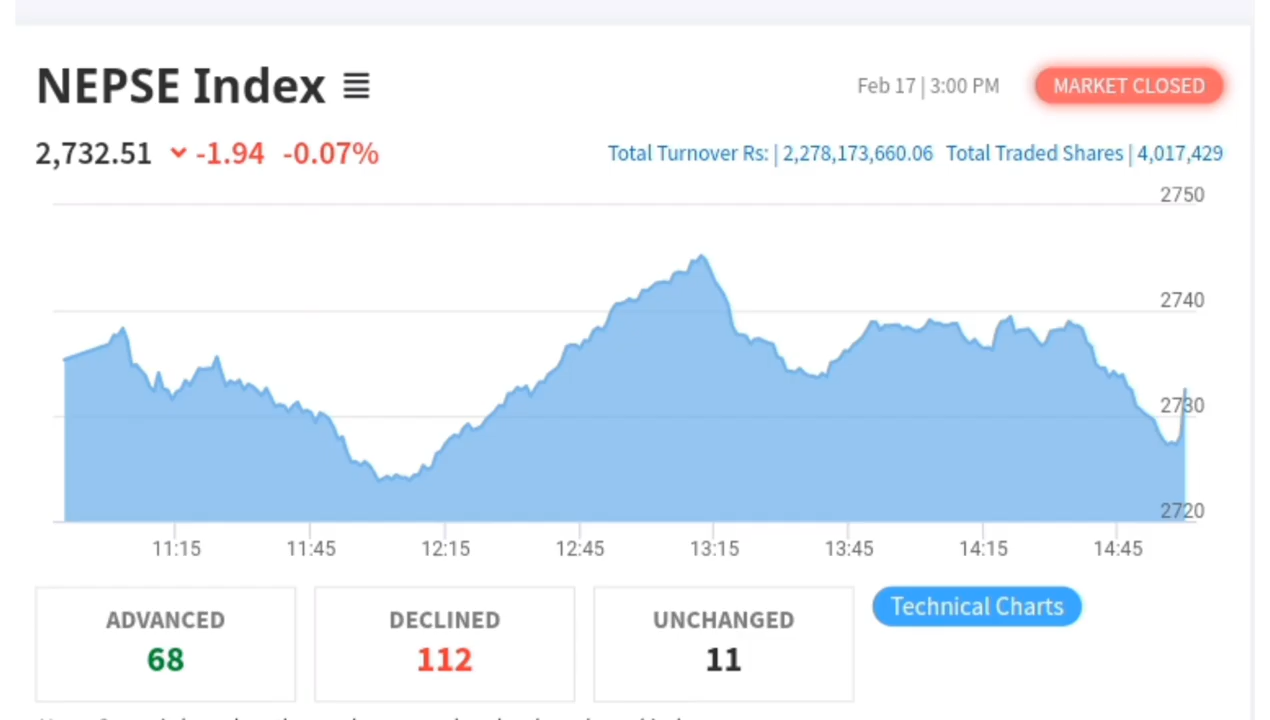 NEPSE Index
Feb 17 | 3:00 PM MARKET CLOSED
2,732.51 -1.94 -0.07%
Total Turnover Rs: | 2,278,173,660.06 Total Traded Shares | 4,017,429
2750
2740
2730
2720
11:15 11:45 12:15 12:45 13:15 13:45 14:15 14:45
ADVANCED
68
DECLINED
112
UNCHANGED
11
Technical Charts